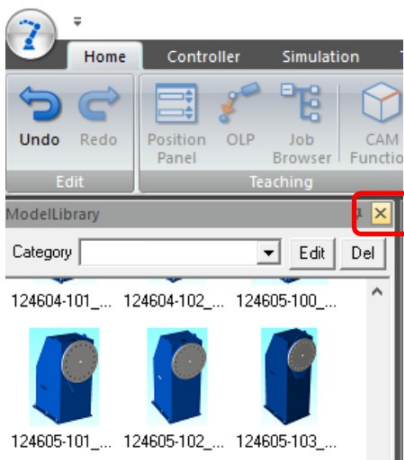 Home Controller Simulation
Undo Redo Position Panel OLP Job Browser CAM
Edit Teaching
ModelLibrary
Category Edit Del
124604-101_... 124604-102_... 124605-100_...
124605-101_... 124605-102_... 124605-103_...